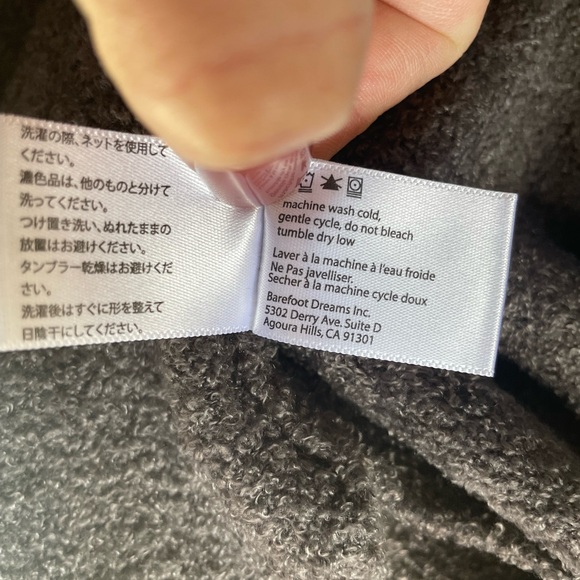 洗濯の際、ネットを使用して
ください。
濃色品は、他のものと分けて
洗ってください。
つけ置き洗い、ぬれたままの
放置はお避けください。
タンブラー乾燥はお避けくだ
さい。
洗濯後はすぐに形を整えて
日陰干にしてください。
machine wash cold,
gentle cycle, do not bleach
tumble dry low
Laver à la machine à l'eau froide
Ne Pas javelliser,
Secher à la machine cycle doux
Barefoot Dreams Inc.
5302 Derry Ave. Suite D
Agoura Hills, CA 91301